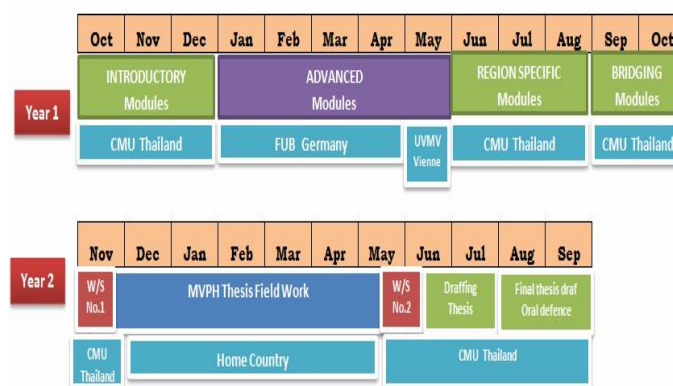 Oct Nov Dec Jan Feb Mar Apr May Jun Jul Aug Sep Oct
Year 1
INTRODUCTORY
Modules
ADVANCED
Modules
REGION SPECIFIC
Modules
BRIDGING
Modules
CMU Thailand
FUB Germany
UVMV
Vienne
CMU Thailand
CMU Thailand
Nov Dec Jan Feb Mar Apr May Jun Jul Aug Sep
Year 2
W/S
No.1
MVPH Thesis Field Work
W/S
No.2
Draffing
Thesis
Final thesis draf
Oral defence
CMU
Thailand
Home Country
CMU Thailand